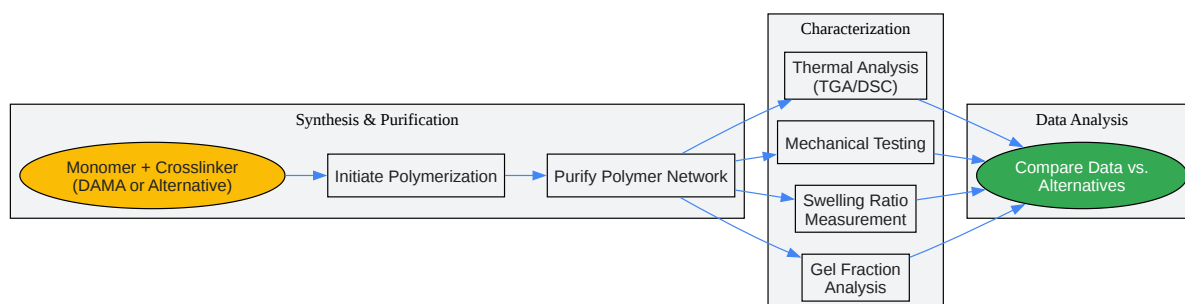 Synthesis & Purification
Monomer + Crosslinker
(DAMA or Alternative)
Initiate Polymerization
Purify Polymer Network
Characterization
Thermal Analysis
(TGA/DSC)
Mechanical Testing
Swelling Ratio
Measurement
Gel Fraction
Analysis
Data Analysis
Compare Data vs.
Alternatives